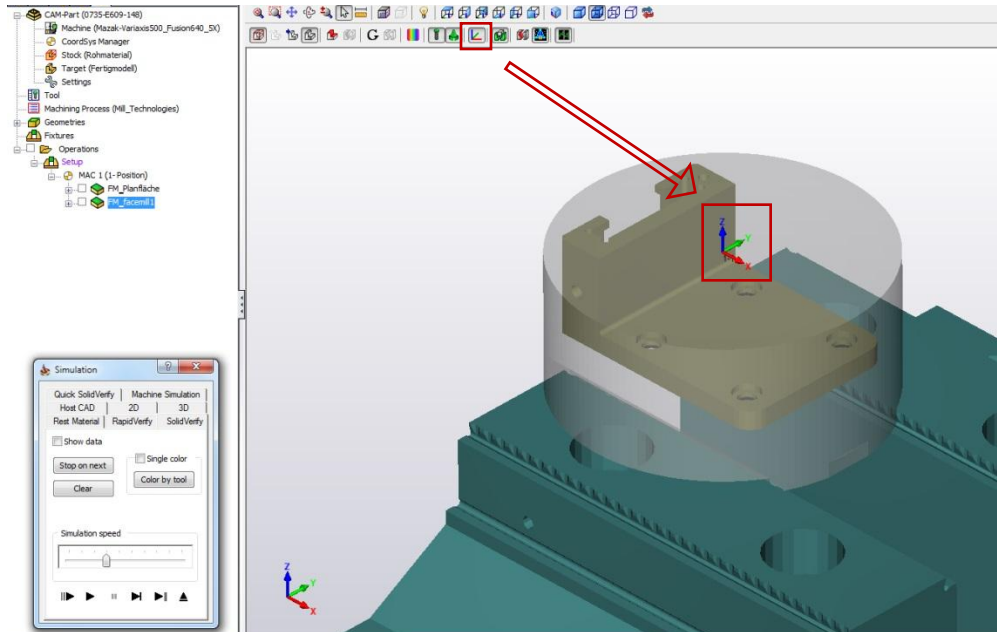 CAM-Part (0735-E609-148)
Machine (Mazak-Variaxis500_Fusion640_5X)
CoordSys Manager
Stock (Rohmaterial)
Target (Fertigmodell)
Settings
Tool
Machining Process (Mill_Technologies)
Geometries
Fixtures
Operations
Setup
MAC 1 (1- Position)
FM_Planfläche
FM_facemill1
G
Z
Y
X
Simulation
Quick SolidVerify Machine Simulation
Host CAD 2D 3D
Rest Material RapidVerify SolidVerify
Show data
Stop on next
Single color
Clear
Color by tool
Simulation speed
Z
Y
X